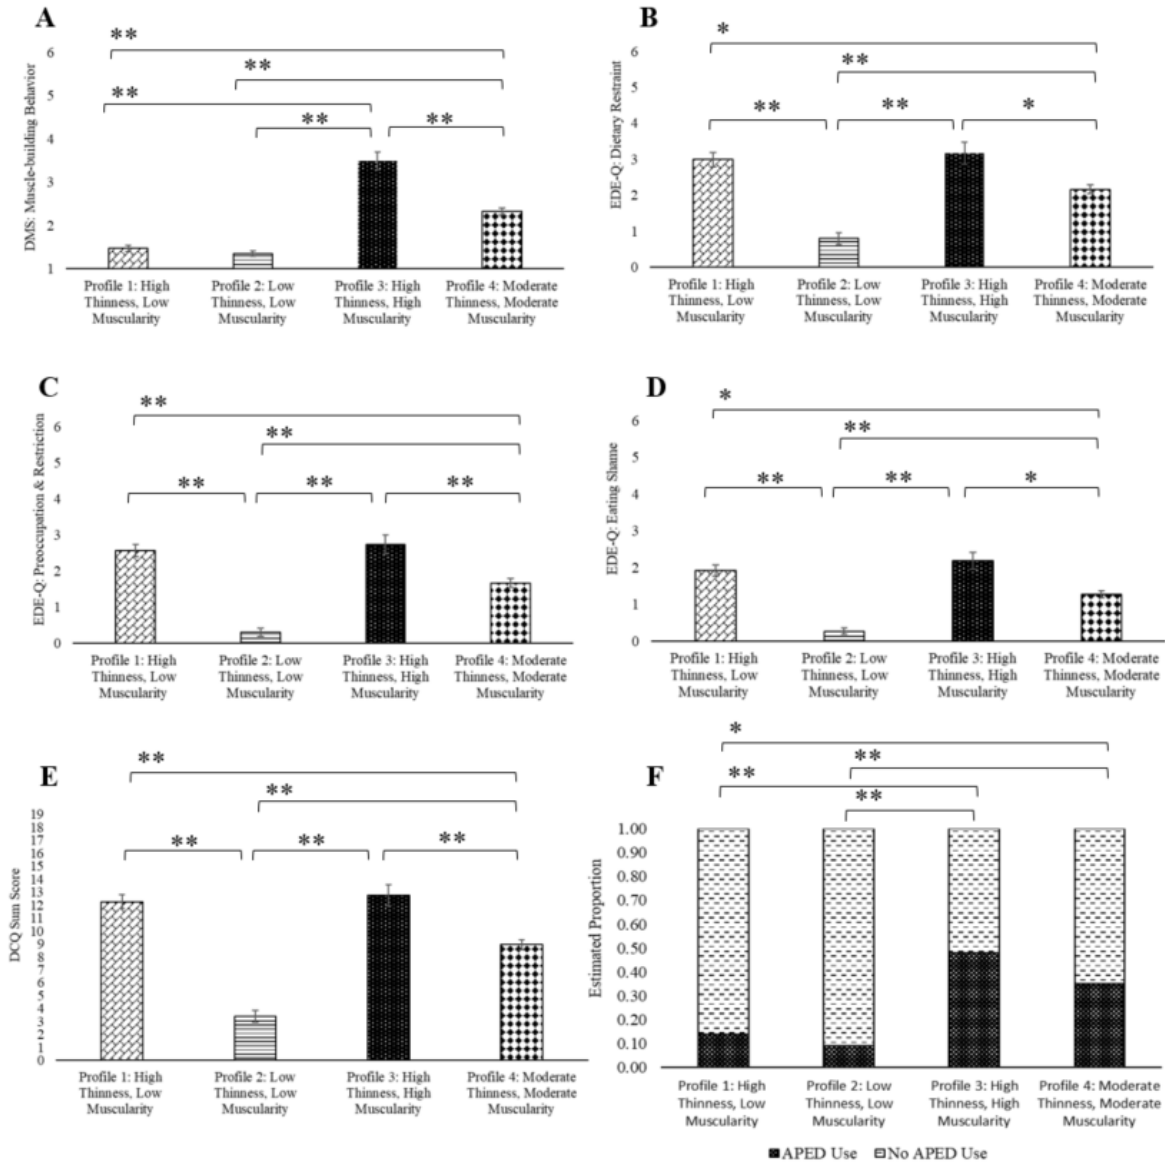 A
**
**
**
**
**
DMS: Muscle-building Behavior
6
5
4
3
2
1
Profile 1: High
Thinness, Low
Muscularity
Profile 2: Low
Thinness, Low
Muscularity
Profile 3: High
Thinness, High
Muscularity
Profile 4: Moderate
Thinness, Moderate
Muscularity
B
*
**
**
**
*
EDE-Q: Dietary Restraint
6
5
4
3
2
1
0
Profile 1: High
Thinness, Low
Muscularity
Profile 2: Low
Thinness, Low
Muscularity
Profile 3: High
Thinness, High
Muscularity
Profile 4: Moderate
Thinness, Moderate
Muscularity
C
**
**
**
**
**
EDE-Q: Preoccupation & Restriction
6
5
4
3
2
1
0
Profile 1: High
Thinness, Low
Muscularity
Profile 2: Low
Thinness, Low
Muscularity
Profile 3: High
Thinness, High
Muscularity
Profile 4: Moderate
Thinness, Moderate
Muscularity
D
*
**
**
**
*
EDE-Q: Eating Shame
6
5
4
3
2
1
0
Profile 1: High
Thinness, Low
Muscularity
Profile 2: Low
Thinness, Low
Muscularity
Profile 3: High
Thinness, High
Muscularity
Profile 4: Moderate
Thinness, Moderate
Muscularity
E
**
**
**
**
**
DCQ Sum Score
19
18
17
16
15
14
13
12
11
10
9
8
7
6
5
4
3
2
1
0
Profile 1: High
Thinness, Low
Muscularity
Profile 2: Low
Thinness, Low
Muscularity
Profile 3: High
Thinness, High
Muscularity
Profile 4: Moderate
Thinness, Moderate
Muscularity
F
*
**
**
**
Estimated Proportion
1.00
0.90
0.80
0.70
0.60
0.50
0.40
0.30
0.20
0.10
0.00
Profile 1: High
Thinness, Low
Muscularity
Profile 2: Low
Thinness, Low
Muscularity
Profile 3: High
Thinness, High
Muscularity
Profile 4: Moderate
Thinness, Moderate
Muscularity
APED Use No APED Use